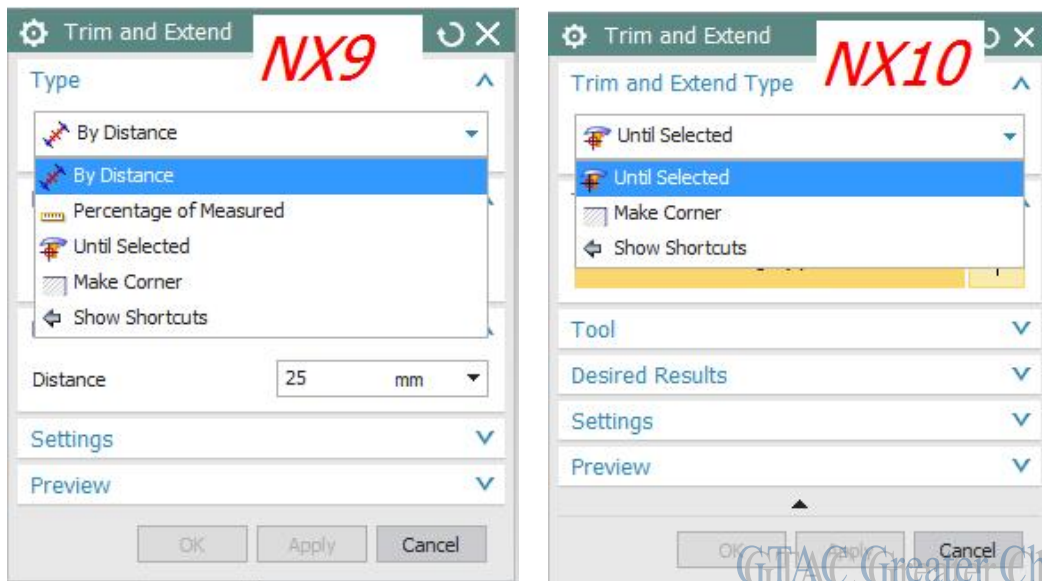 Trim and Extend
NX9
Type
By Distance
By Distance
Percentage of Measured
Until Selected
Make Corner
Show Shortcuts
Distance
25
mm
Settings
Preview
OK
Apply
Cancel
Trim and Extend
NX10
Trim and Extend Type
Until Selected
Until Selected
Make Corner
Show Shortcuts
Tool
Desired Results
Settings
Preview
OK
Apply
Cancel
GTAC Greater Ch